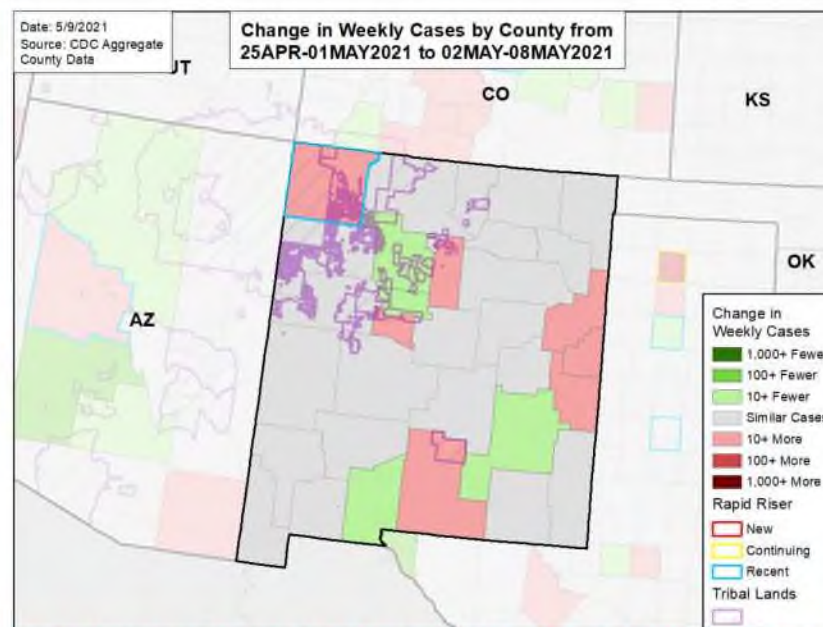 Date: 5/9/2021
Source: CDC Aggregate
County Data
Change in Weekly Cases by County from
25APR-01MAY2021 to 02MAY-08MAY2021
UT
CO
KS
OK
AZ
Change in
Weekly Cases
1,000+ Fewer
100+ Fewer
10+ Fewer
Similar Cases
10+ More
100+ More
1,000+ More
Rapid Riser
New
Continuing
Recent
Tribal Lands